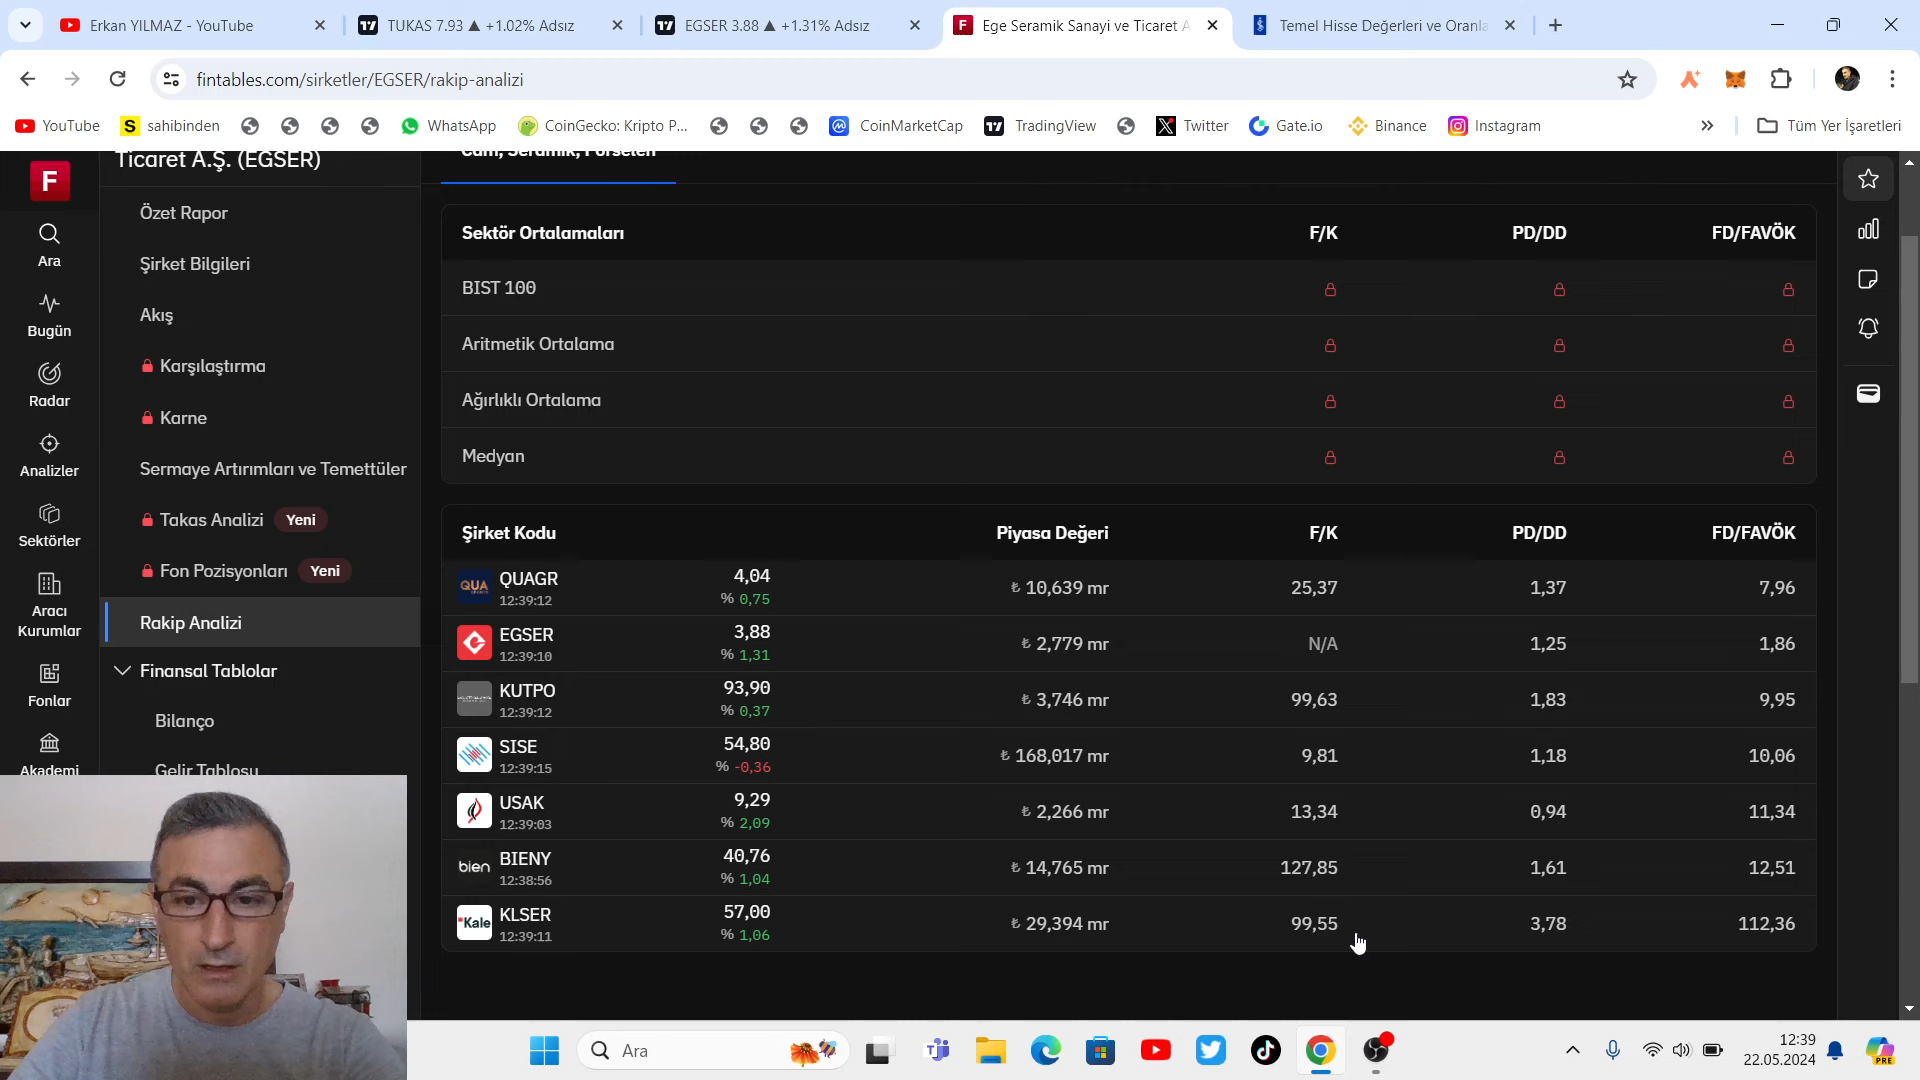 Erkan YILMAZ - YouTube
TUKAS 7.93 ▲ +1.02% Adsız
EGSER 3.88 ▲ +1.31% Adsız
Ege Seramik Sanayi ve Ticaret A
Temel Hisse Değerleri ve Oranla
fintables.com/sirketler/EGSER/rakip-analizi
YouTube
sahibinden
WhatsApp
CoinGecko: Kripto P...
CoinMarketCap
TradingView
Twitter
Gate.io
Binance
Instagram
Tüm Yer İşaretleri
Ticaret A.Ş. (EGSER)
Cam, Seramik, Porselen
Ara
Bugün
Radar
Analizler
Sektörler
Aracı
Kurumlar
Fonlar
Akademi
Özet Rapor
Şirket Bilgileri
Akış
Karşılaştırma
Karne
Sermaye Artırımları ve Temettüler
Takas Analizi Yeni
Fon Pozisyonları Yeni
Rakip Analizi
Finansal Tablolar
Bilanço
Gelir Tablosu
Sektör Ortalamaları F/K PD/DD FD/FAVÖK
BIST 100
Aritmetik Ortalama
Ağırlıklı Ortalama
Medyan
Şirket Kodu Piyasa Değeri F/K PD/DD FD/FAVÖK
QUA QUAGR 4,04 ₺ 10,639 mr 25,37 1,37 7,96
12:39:12 % 0,75
EGSER 3,88 ₺ 2,779 mr N/A 1,25 1,86
12:39:10 % 1,31
KUTPO 93,90 ₺ 3,746 mr 99,63 1,83 9,95
12:39:12 % 0,37
SISE 54,80 ₺ 168,017 mr 9,81 1,18 10,06
12:39:15 % -0,36
USAK 9,29 ₺ 2,266 mr 13,34 0,94 11,34
12:39:03 % 2,09
bien BIENY 40,76 ₺ 14,765 mr 127,85 1,61 12,51
12:38:56 % 1,04
Kale KLSER 57,00 ₺ 29,394 mr 99,55 3,78 112,36
12:39:11 % 1,06
Ara
12:39
22.05.2024
PRE